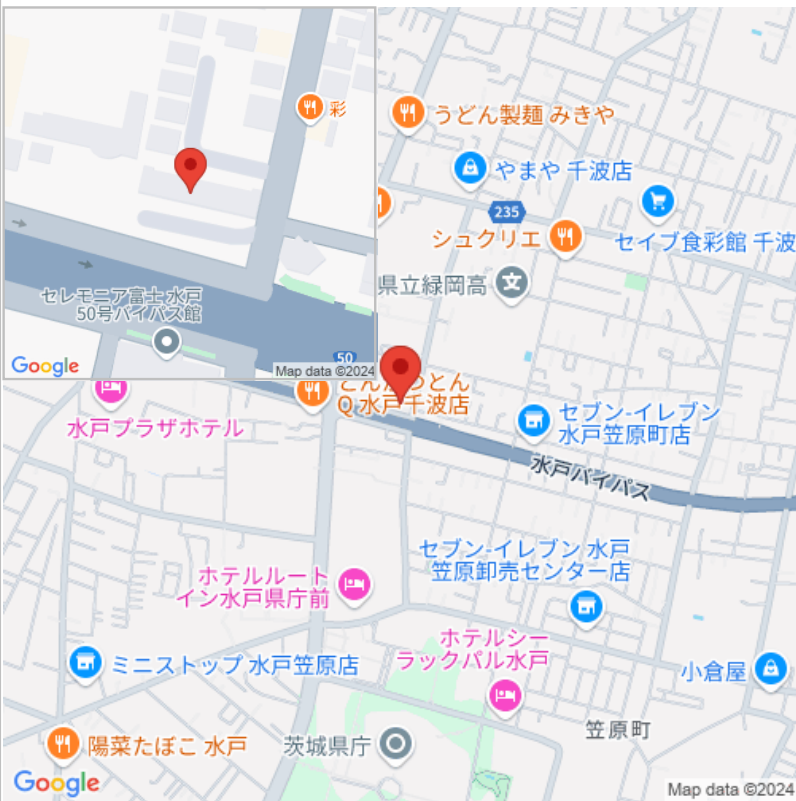 彩
セレモニア富士 水戸
50号バイパス館
50
Google
Map data ©2024
うどん製麺 みきや
やまや 千波店
235
シュクリエ
セイブ食彩館 千波
県立緑岡高
文
Q 水戸千波店
水戸プラザホテル
セブン-イレブン
水戸笠原町店
水戸バイパス
セブン-イレブン 水戸
笠原卸売センター店
ホテルルート
イン水戸県庁前
ホテルシー
ラックパル水戸
ミニストップ 水戸笠原店
小倉屋
笠原町
陽菜たばこ 水戸
茨城県庁
Google
Map data ©2024